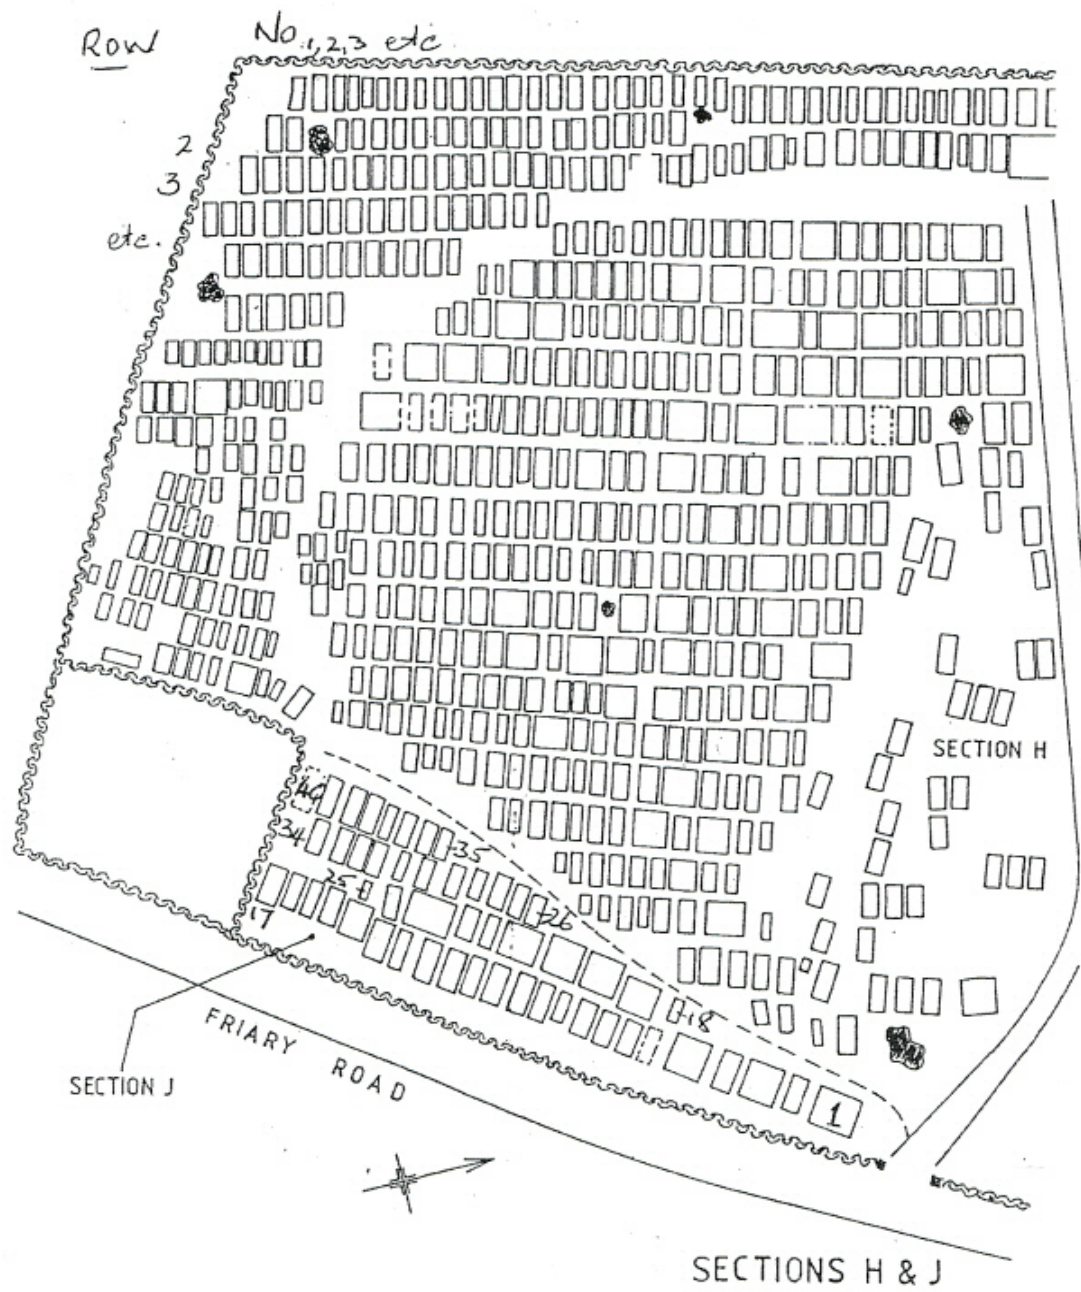 Row
No. 1, 2, 3 etc
2
3
etc.
SECTION H
49
34
35
25
26
17
18
1
FRIARY ROAD
SECTION J
SECTIONS H & J